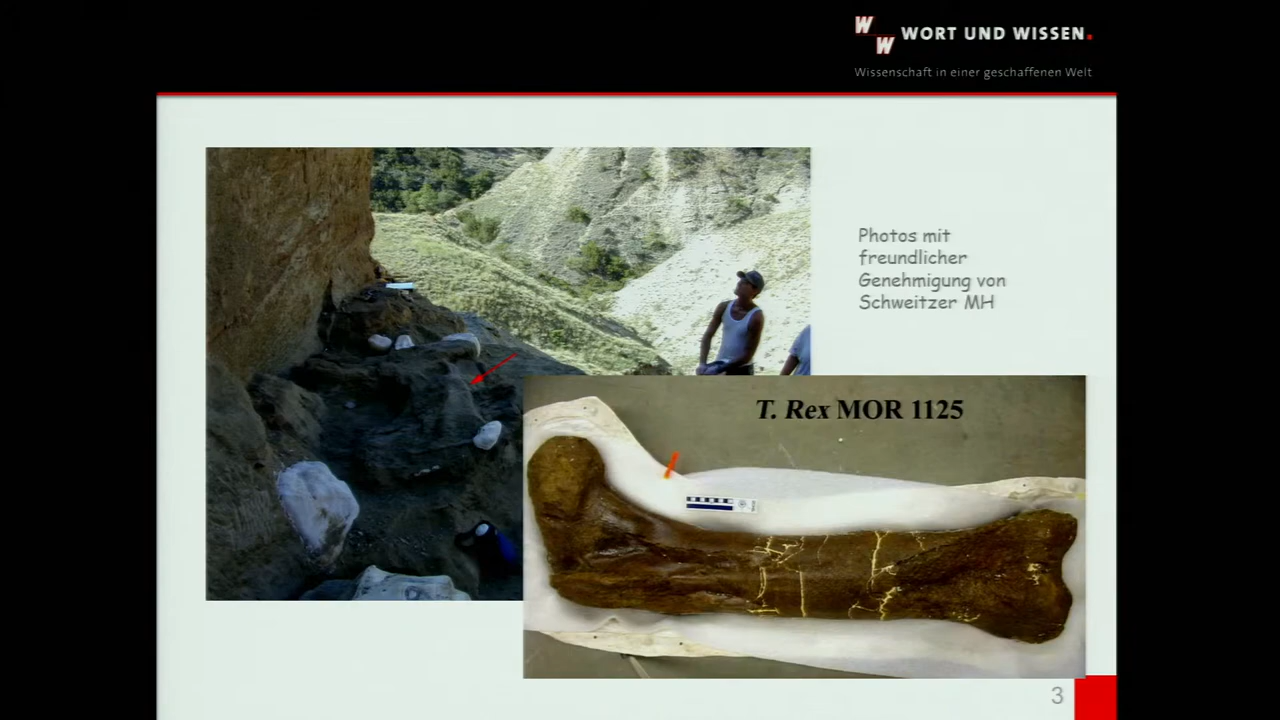 W
W
WORT UND WISSEN.
Wissenschaft in einer geschaffenen Welt
Photos mit
freundlicher
Genehmigung von
Schweitzer MH
T. Rex MOR 1125
3